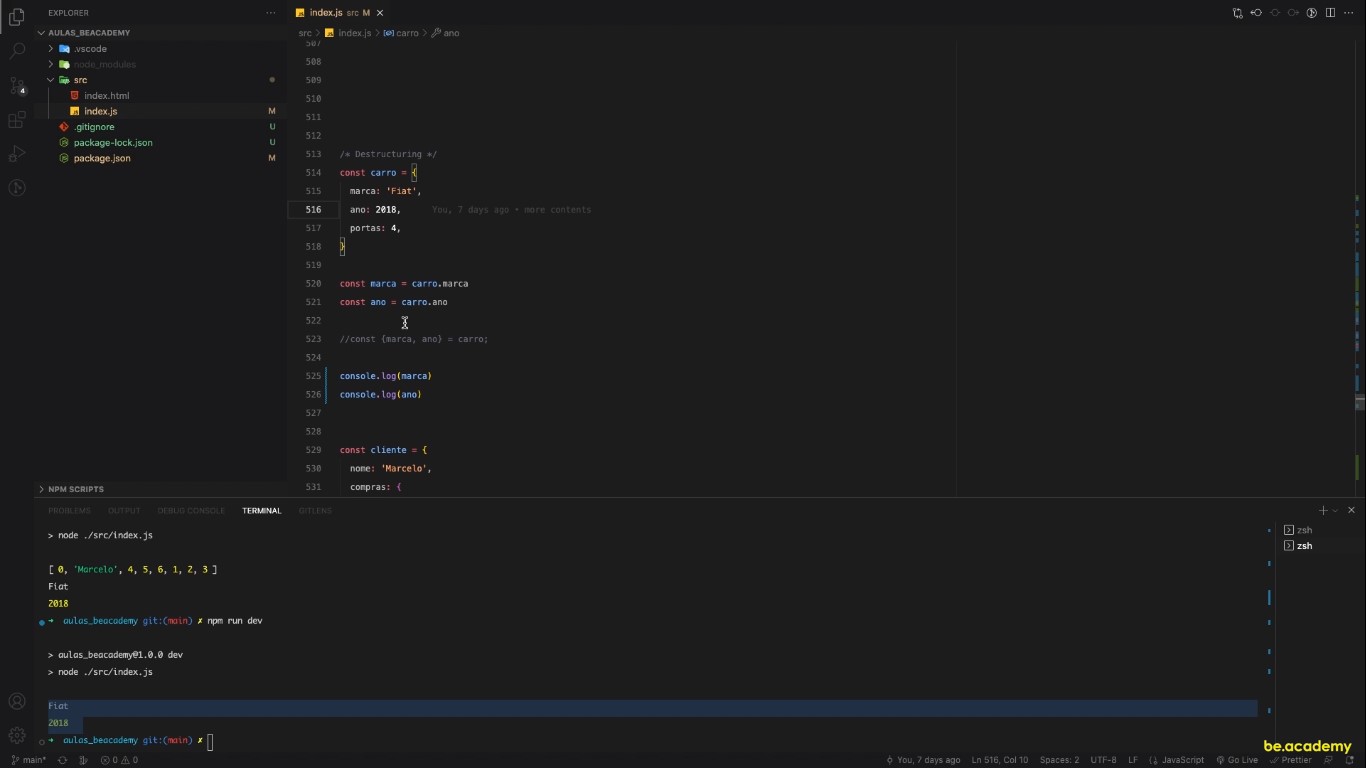 EXPLORER
index.js src M
AULAS_BEACADEMY
src > index.js > carro > ano
.vscode
node_modules
src
index.html
index.js M
.gitignore U
package-lock.json U
package.json M
4
507
508
509
510
511
512
513 /* Destructuring */
514 const carro = {
515 marca: 'Fiat',
516 ano: 2018, You, 7 days ago • more contents
517 portas: 4,
518 }
519
520 const marca = carro.marca
521 const ano = carro.ano
522
523 //const {marca, ano} = carro;
524
525 console.log(marca)
526 console.log(ano)
527
528
529 const cliente = {
530 nome: 'Marcelo',
531 compras: {
NPM SCRIPTS
PROBLEMS OUTPUT DEBUG CONSOLE TERMINAL GITLENS
> node ./src/index.js
[ 0, 'Marcelo', 4, 5, 6, 1, 2, 3 ]
Fiat
2018
➜ aulas_beacademy git:(main) ✗ npm run dev
> aulas_beacademy@1.0.0 dev
> node ./src/index.js
Fiat
2018
➜ aulas_beacademy git:(main) ✗
zsh
zsh
be.academy
main* 0 0 You, 7 days ago Ln 516, Col 10 Spaces: 2 UTF-8 LF JavaScript Go Live Prettier